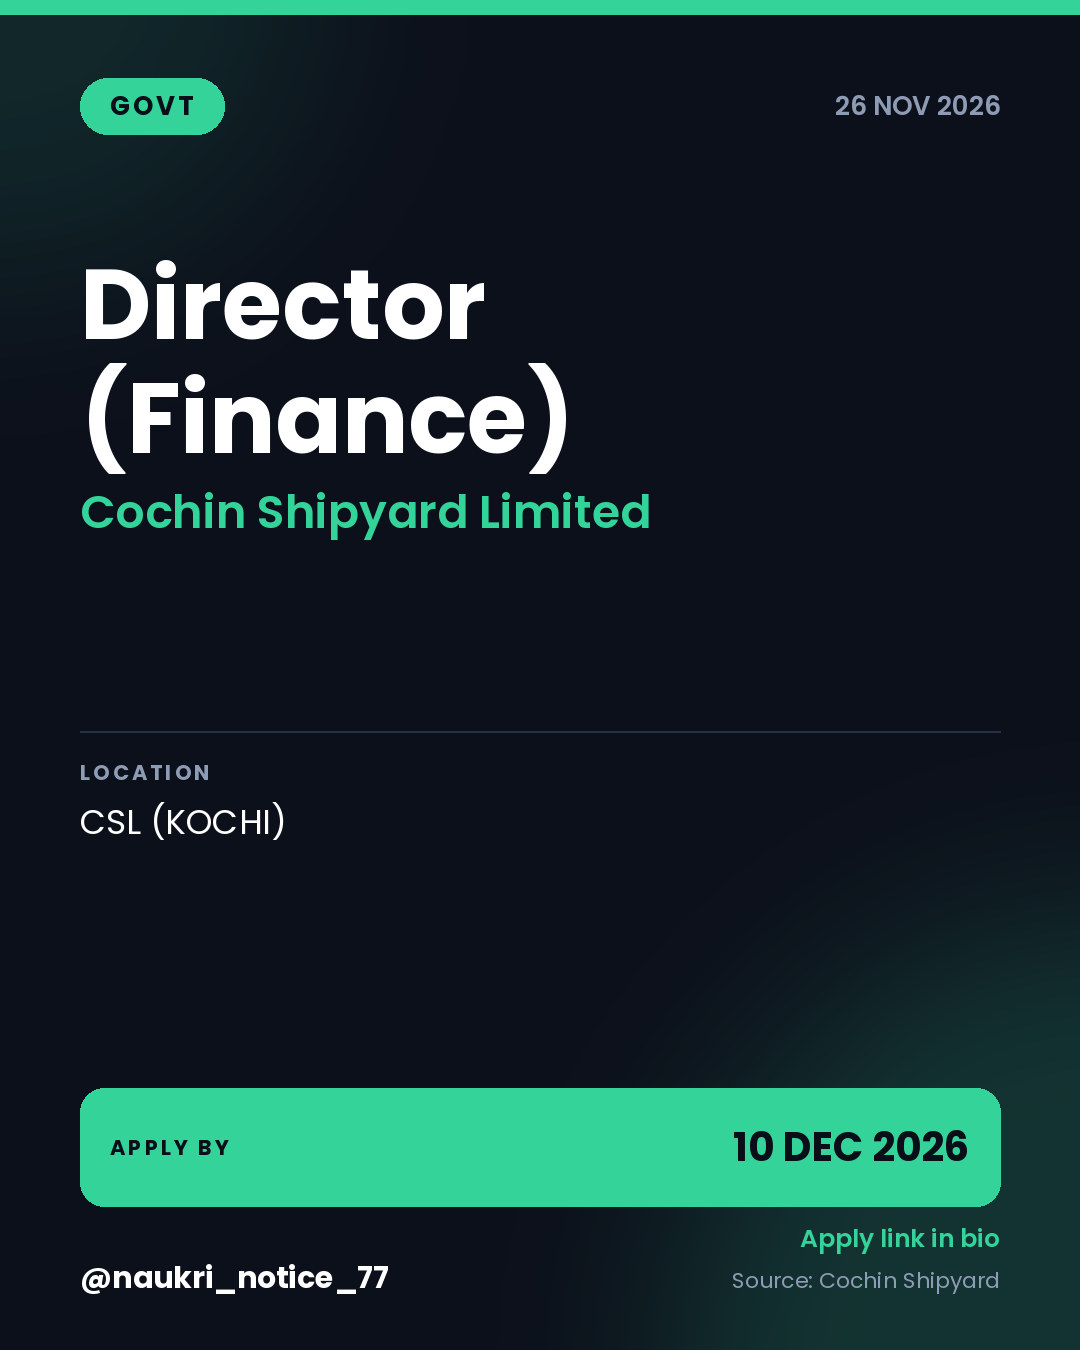 GOVT
26 NOV 2026
Director
(Finance)
Cochin Shipyard Limited
LOCATION
CSL (KOCHI)
APPLY BY
10 DEC 2026
Apply link in bio
@naukri_notice_77
Source: Cochin Shipyard